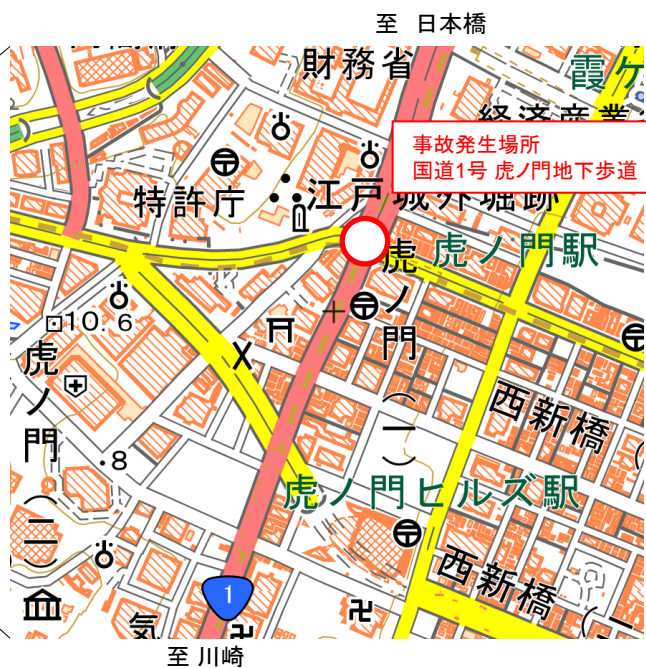 至 日本橋
財務省
霞ケ
経済産業省
事故発生場所
国道1号 虎ノ門地下歩道
特許庁
江戸城外堀跡
虎ノ門駅
虎ノ門(一)
10.6
虎ノ門(二)
西新橋(
・8
虎ノ門ヒルズ駅
西新橋(二
1
気
至 川崎